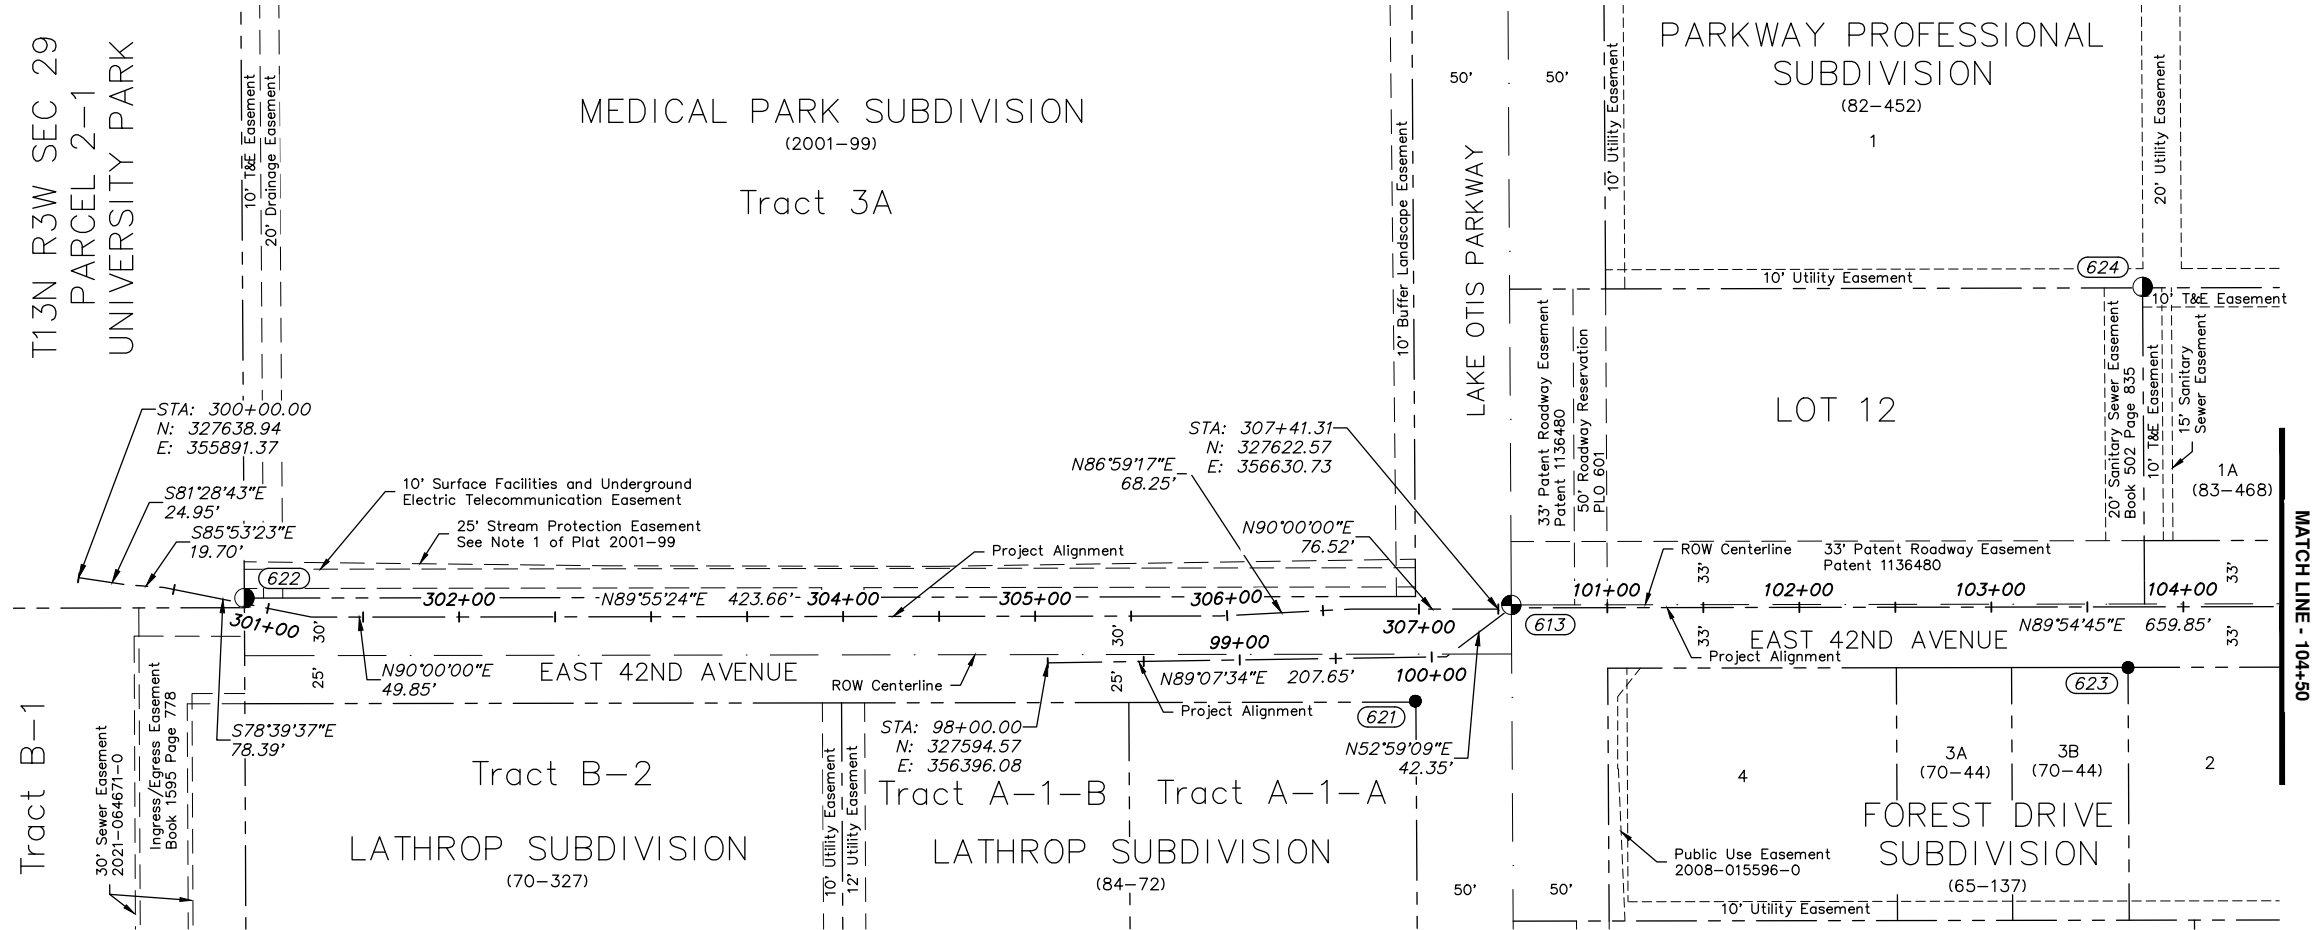 T13N R3W SEC 29
PARCEL 2-1
UNIVERSITY PARK
10' T&E Easement
20' Drainage Easement
MEDICAL PARK SUBDIVISION
(2001-99)
Tract 3A
10' Buffer Landscape Easement
50'
50'
LAKE OTIS PARKWAY
10' Utility Easement
PARKWAY PROFESSIONAL
SUBDIVISION
(82-452)
1
20' Utility Easement
10' Utility Easement
624
10' T&E Easement
33' Patent Roadway Easement
Patent 1136480
50' Roadway Reservation
PLO 601
LOT 12
20' Sanitary Sewer Easement
Book 502 Page 835
10' T&E Easement
15' Sanitary
Sewer Easement
1A
(83-468)
MATCH LINE - 104+50
STA: 300+00.00
N: 327638.94
E: 355891.37
S81°28'43"E
24.95'
S85°53'23"E
19.70'
10' Surface Facilities and Underground
Electric Telecommunication Easement
25' Stream Protection Easement
See Note 1 of Plat 2001-99
Project Alignment
STA: 307+41.31
N: 327622.57
E: 356630.73
N86°59'17"E
68.25'
N90°00'00"E
76.52'
ROW Centerline
33' Patent Roadway Easement
Patent 1136480
33'
33'
622
301+00
302+00
N89°55'24"E 423.66'
304+00
305+00
306+00
307+00
613
101+00
102+00
103+00
104+00
N89°54'45"E 659.85'
33'
33'
EAST 42ND AVENUE
Project Alignment
30'
25'
N90°00'00"E
49.85'
EAST 42ND AVENUE
ROW Centerline
30'
25'
99+00
N89°07'34"E 207.65'
100+00
Project Alignment
621
623
S78°39'37"E
78.39'
STA: 98+00.00
N: 327594.57
E: 356396.08
N52°59'09"E
42.35'
Tract B-1
30' Sewer Easement
2021-064671-0
Ingress/Egress Easement
Book 1595 Page 778
Tract B-2
LATHROP SUBDIVISION
(70-327)
10' Utility Easement
12' Utility Easement
Tract A-1-B
Tract A-1-A
LATHROP SUBDIVISION
(84-72)
50'
50'
4
3A
(70-44)
3B
(70-44)
2
FOREST DRIVE
SUBDIVISION
(65-137)
Public Use Easement
2008-015596-0
10' Utility Easement